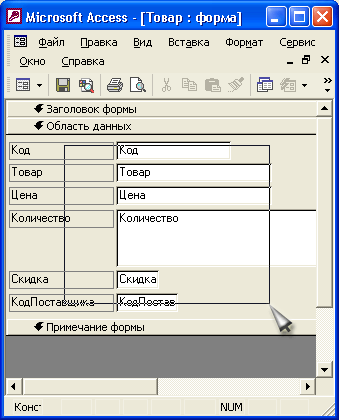 Microsoft Access - [Товар : форма]
Файл Правка Вид Вставка Формат Сервис
Окно Справка
Заголовок формы
Область данных
Код Код
Товар Товар
Цена Цена
Количество Количество
Скидка Скидка
КодПоставщика КодПостав
Примечание формы
Конст NUM